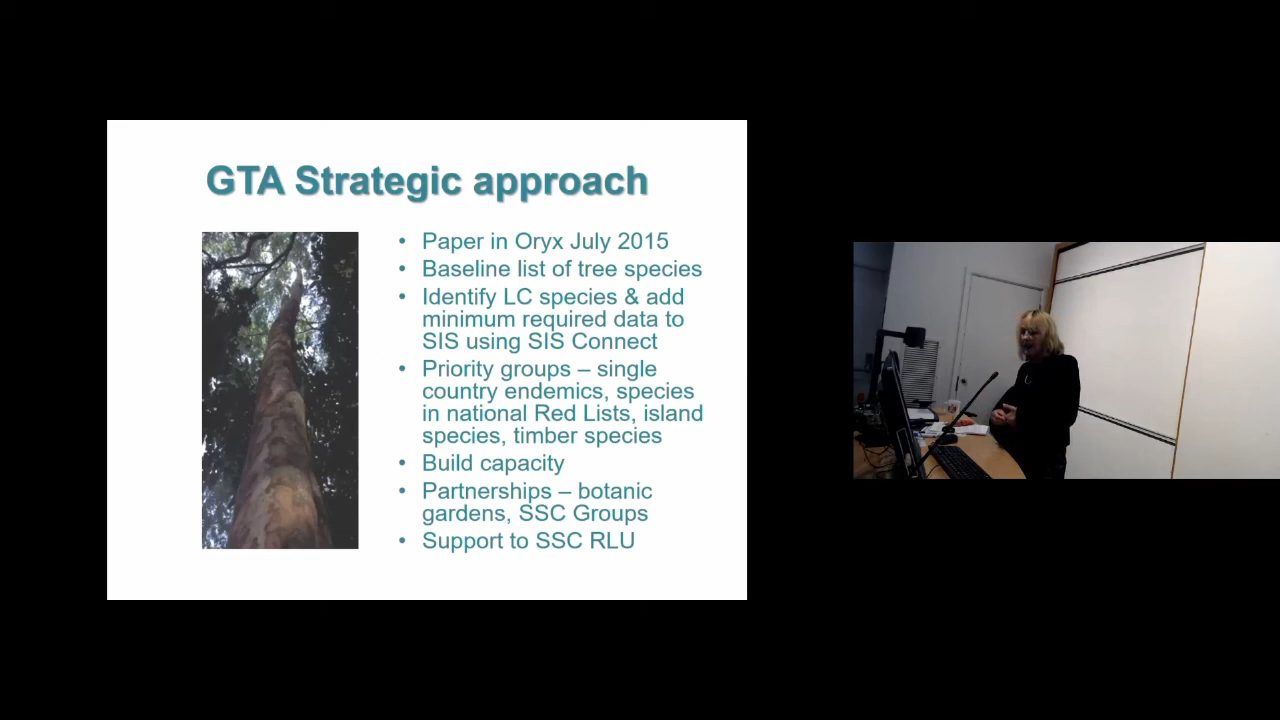 GTA Strategic approach
• Paper in Oryx July 2015
• Baseline list of tree species
• Identify LC species & add
minimum required data to
SIS using SIS Connect
• Priority groups – single
country endemics, species
in national Red Lists, island
species, timber species
• Build capacity
• Partnerships – botanic
gardens, SSC Groups
• Support to SSC RLU